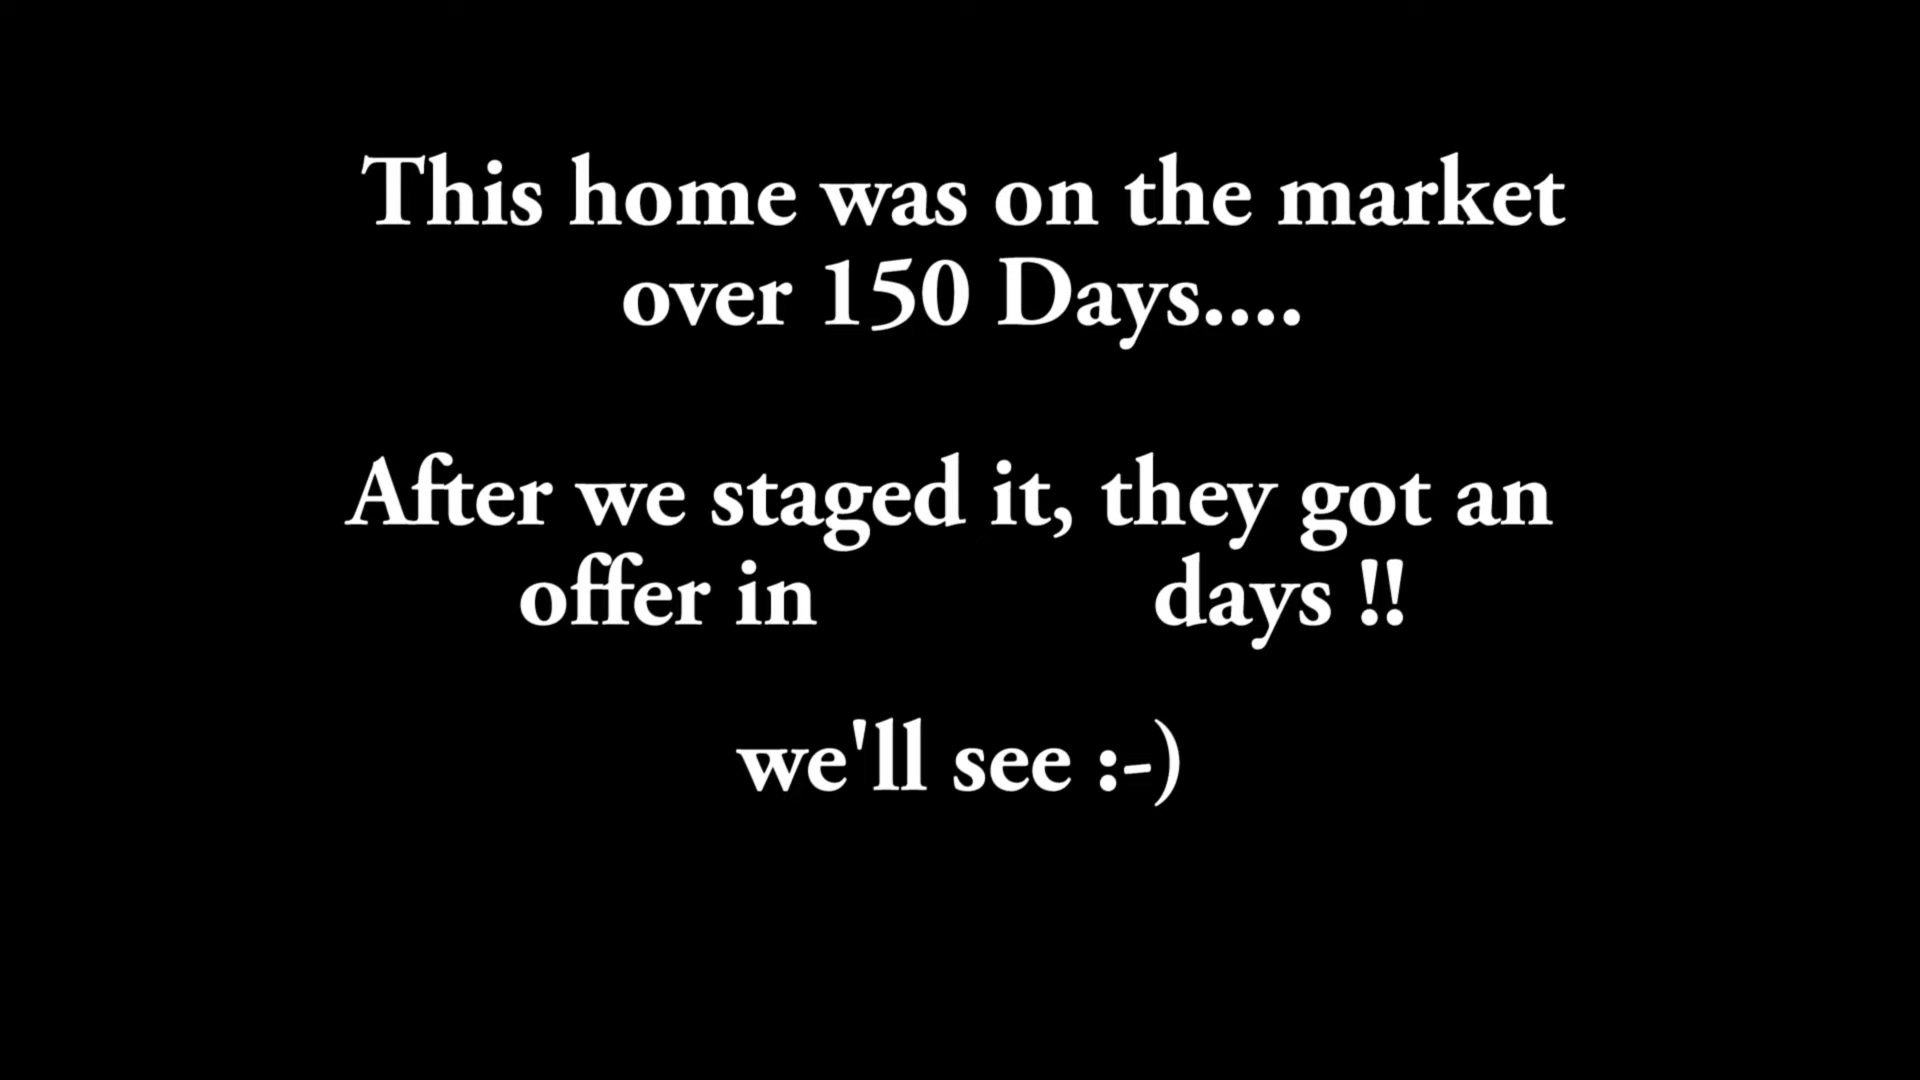 This home was on the market
over 150 Days....
After we staged it, they got an
offer in days !!
we'll see :-)